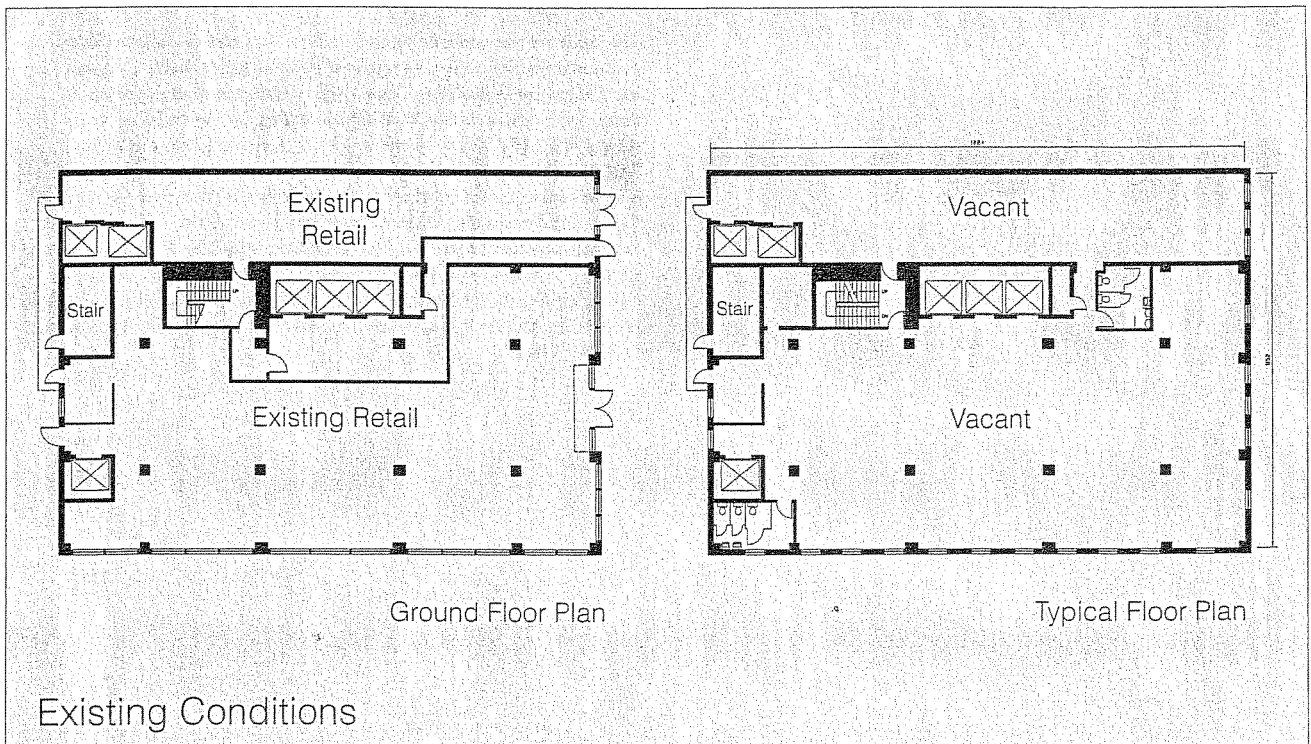 Existing
Retail
Stair
Existing Retail
Ground Floor Plan
Vacant
Stair
Vacant
Typical Floor Plan
Existing Conditions